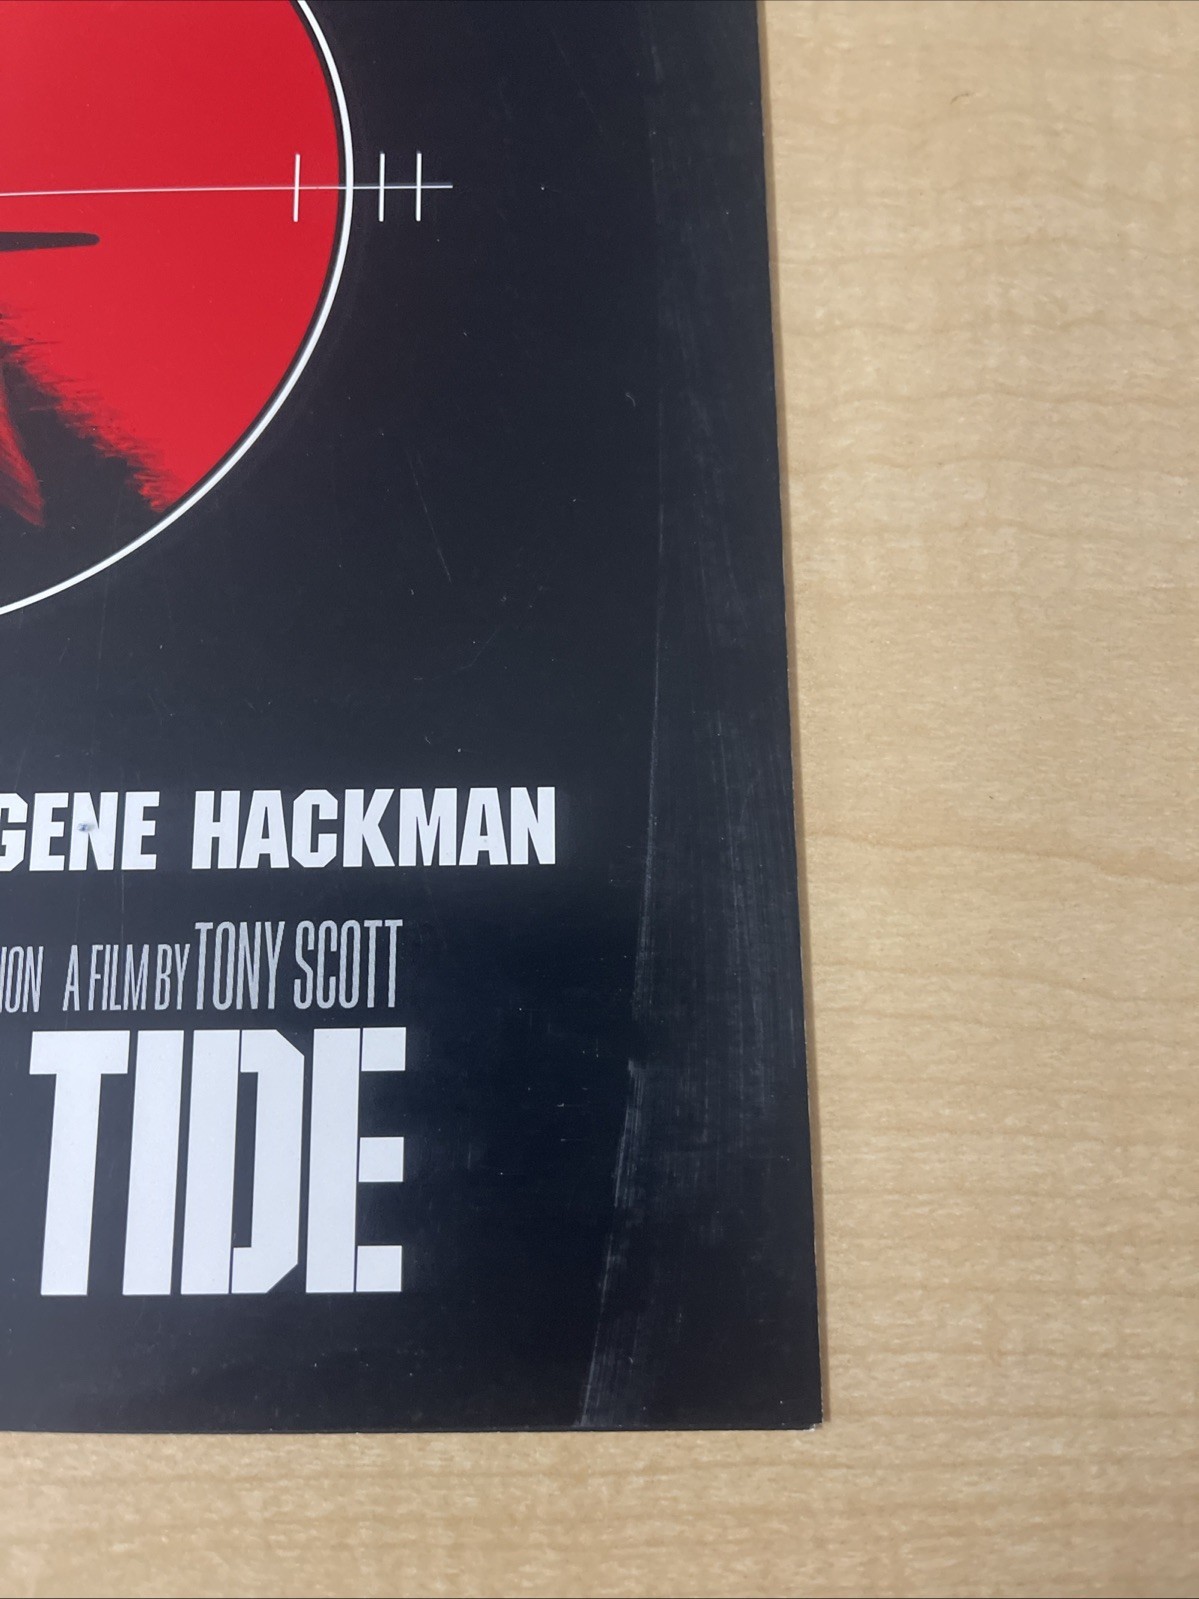 GENE HACKMAN
A FILM BY TONY SCOTT
TIDE